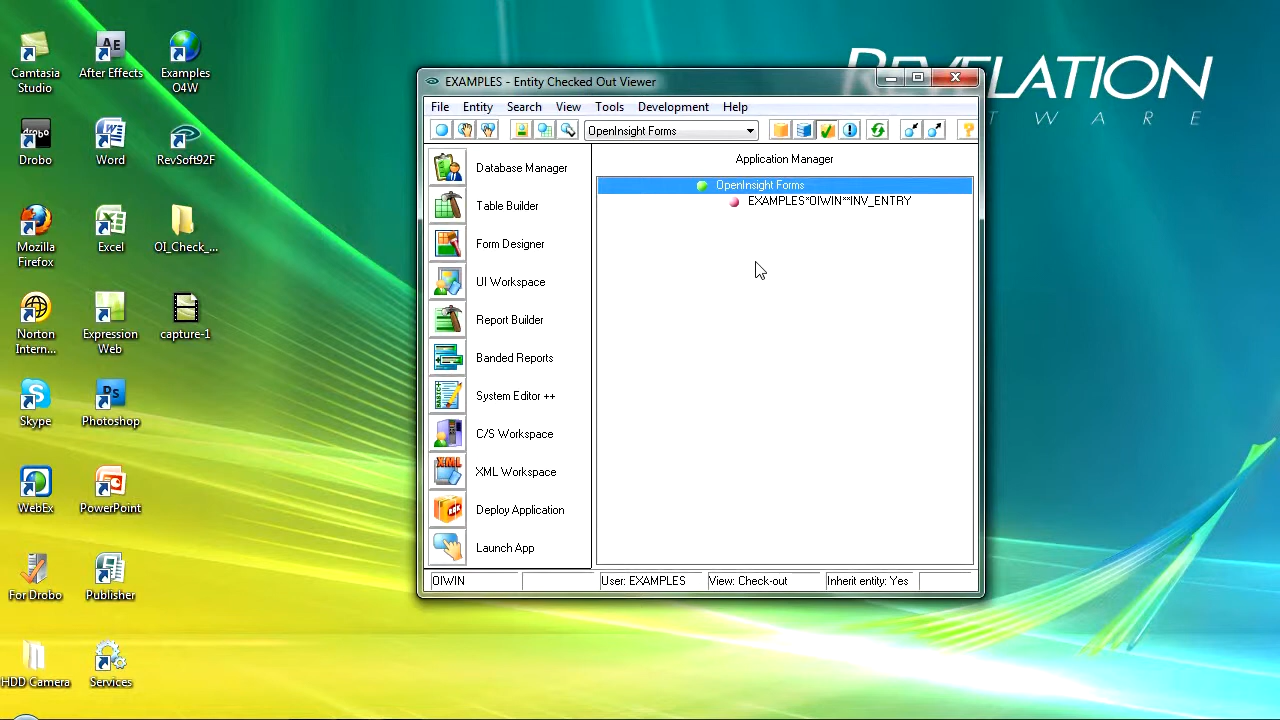 Camtasia Studio
After Effects
Examples O4W
Drobo
Word
RevSoft92F
Mozilla Firefox
Excel
OI_Check_...
Norton Intern...
Expression Web
capture-1
Skype
Photoshop
WebEx
PowerPoint
For Drobo
Publisher
HDD Camera
Services
REVELATION
EXAMPLES - Entity Checked Out Viewer
File Entity Search View Tools Development Help
OpenInsight Forms
Database Manager
Table Builder
Form Designer
UI Workspace
Report Builder
Banded Reports
System Editor ++
C/S Workspace
XML Workspace
Deploy Application
Launch App
Application Manager
OpenInsight Forms
EXAMPLES*OIWIN**INV_ENTRY
OIWIN
User: EXAMPLES
View: Check-out
Inherit entity: Yes